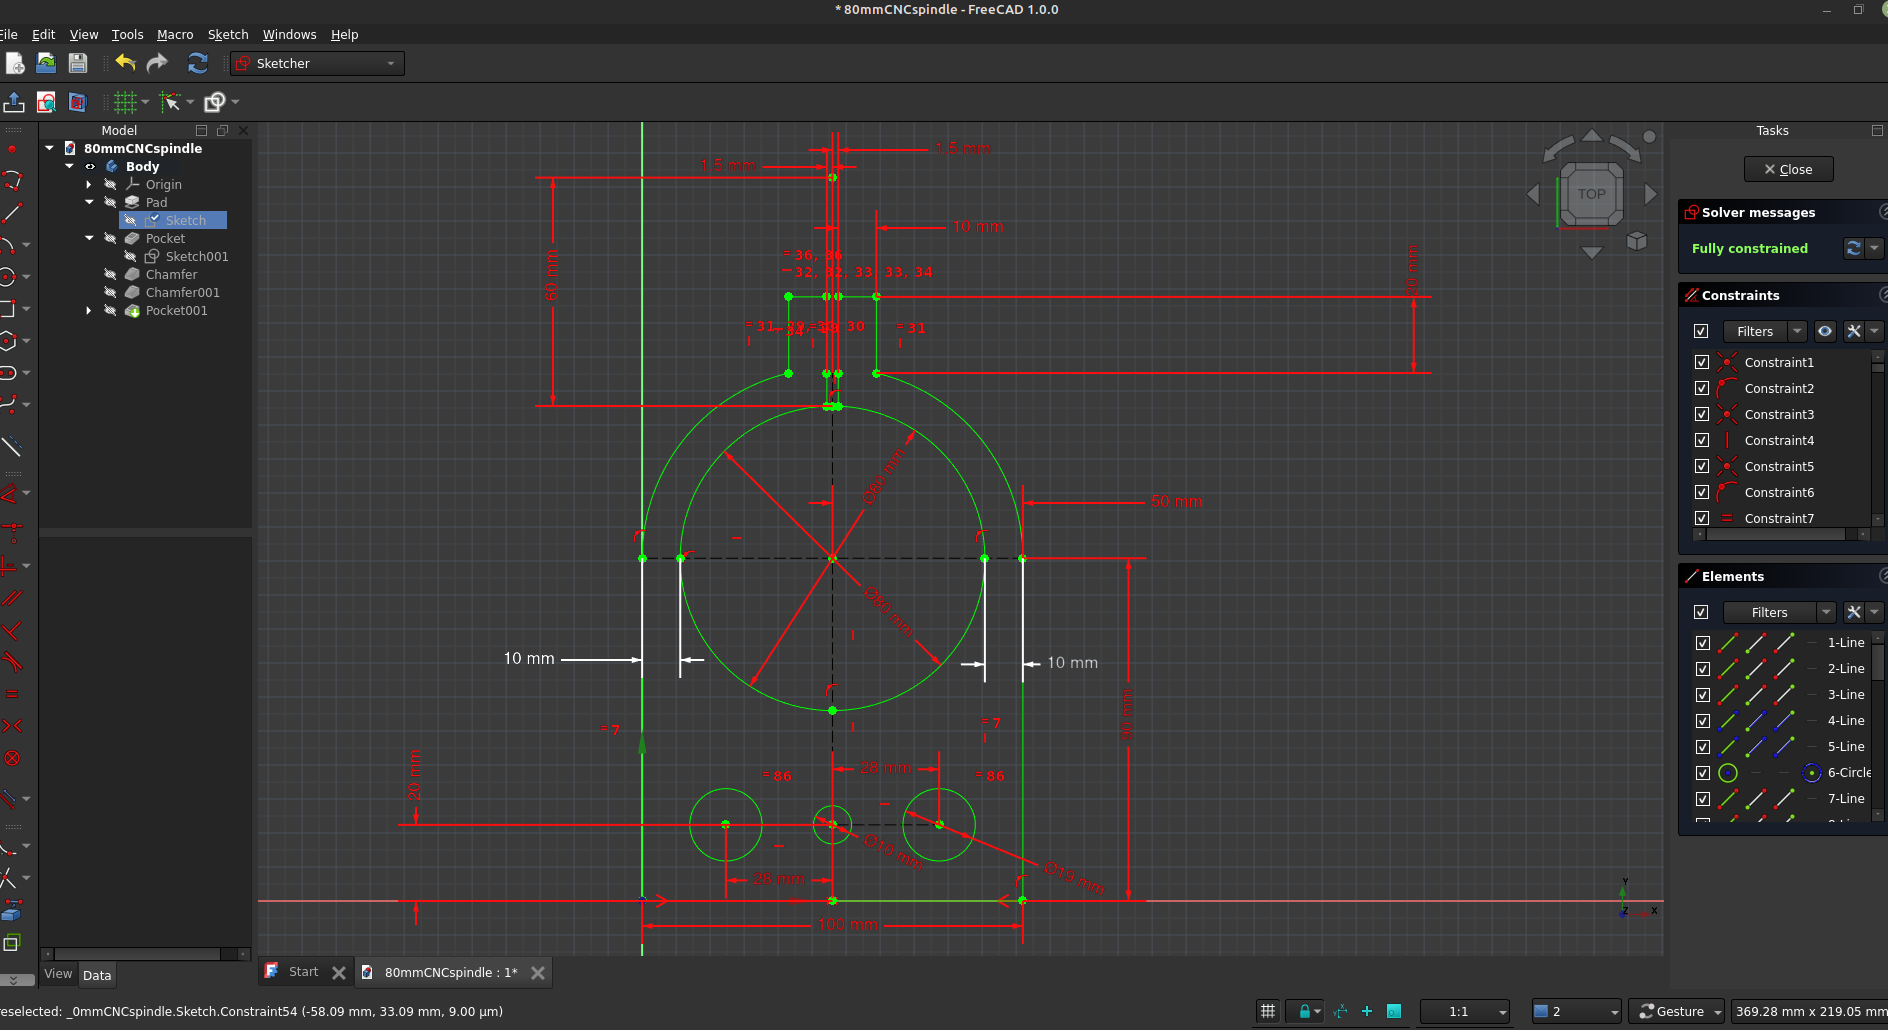 * 80mmCNCspindle - FreeCAD 1.0.0
File Edit View Tools Macro Sketch Windows Help
Sketcher
Model
80mmCNCspindle
Body
Origin
Pad
Sketch
Pocket
Sketch001
Chamfer
Chamfer001
Pocket001
View
Data
1.5 mm
1.5 mm
10 mm
60 mm
20 mm
= 36, 36
32, 32, 33, 33, 34
= 31
30
= 31
Ø80 mm
50 mm
Ø80 mm
10 mm
10 mm
90 mm
= 7
= 7
20 mm
= 86
28 mm
= 86
Ø10 mm
Ø19 mm
28 mm
100 mm
TOP
Y
Z
X
Tasks
Close
Solver messages
Fully constrained
Constraints
Filters
Constraint1
Constraint2
Constraint3
Constraint4
Constraint5
Constraint6
Constraint7
Elements
Filters
1-Line
2-Line
3-Line
4-Line
5-Line
6-Circle
7-Line
Start
80mmCNCspindle : 1*
reselected: _0mmCNCspindle.Sketch.Constraint54 (-58.09 mm, 33.09 mm, 9.00 µm)
1:1
2
Gesture
369.28 mm x 219.05 mm